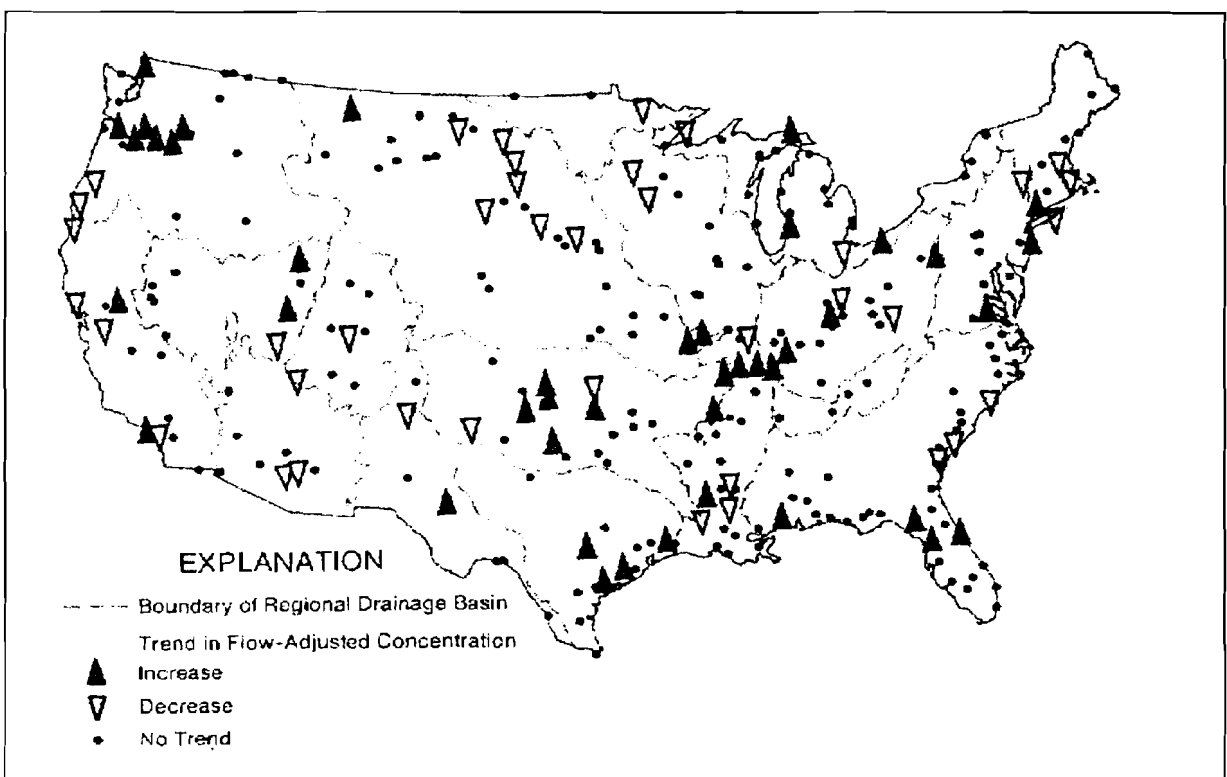 EXPLANATION
Boundary of Regional Drainage Basin
Trend in Flow-Adjusted Concentration
Increase
Decrease
No Trend